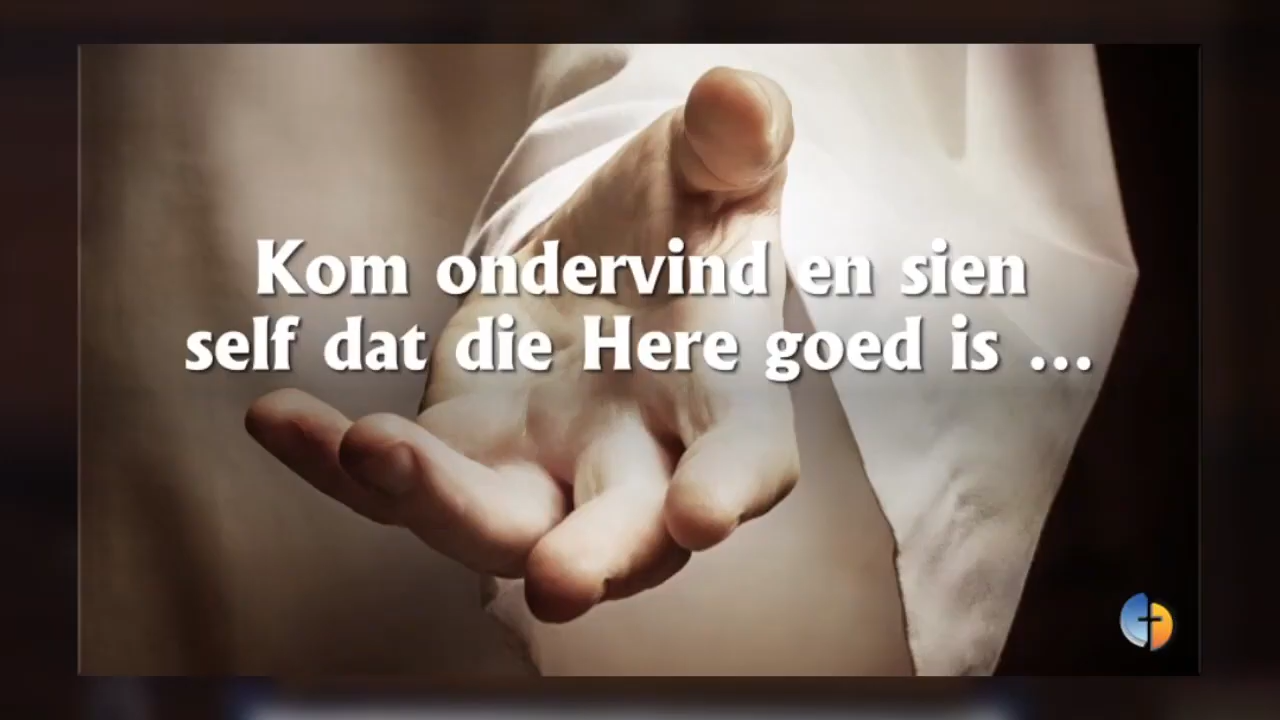 Kom ondervind en sien
self dat die Here goed is ...